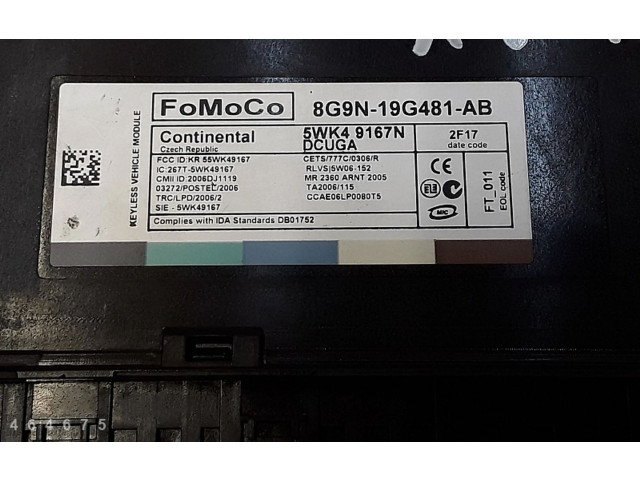 KEYLESS VEHICLE MODULE
FoMoCo
8G9N-19G481-AB
Continental
Czech Republic
5WK4 9167N
DCUGA
2F17
date code
FCC ID: KR 55WK49167
IC:267T-5WK49167
CMII ID:2006DJ1119
03272/POSTEL/2006
TRC/LPD/2006/2
SIE - 5WK49167
CETS/777C/0306/R
RLVS|5W06-152
MR 2360 ARNT 2005
TA2006/115
CCAE06LP0080T5
CE
MIC
FT_011
EOL code
Complies with IDA Standards DB01752
464675